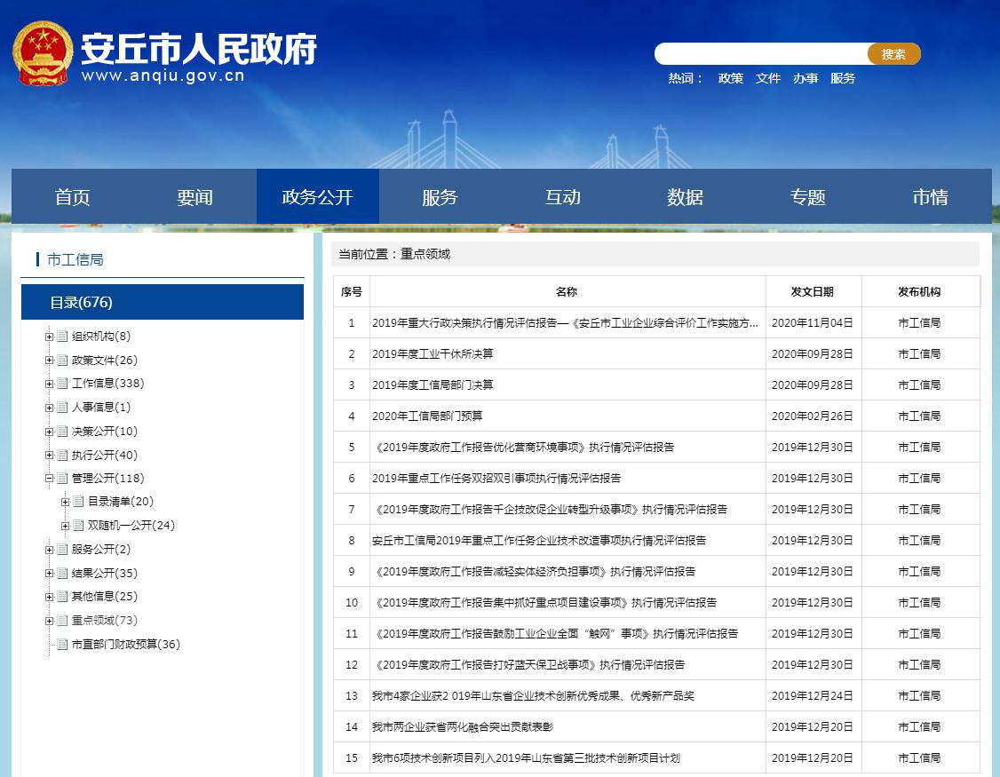 安丘市人民政府
www.anqiu.gov.cn
搜索
热词： 政策 文件 办事 服务
首页 要闻 政务公开 服务 互动 数据 专题 市情
市工信局
目录(676)
组织机构(8)
政策文件(26)
工作信息(338)
人事信息(1)
决策公开(10)
执行公开(40)
管理公开(118)
目录清单(20)
双随机一公开(24)
服务公开(2)
结果公开(35)
其他信息(25)
重点领域(73)
市直部门财政预算(36)
当前位置：重点领域
序号 名称 发文日期 发布机构
1 2019年重大行政决策执行情况评估报告—《安丘市工业企业综合评价工作实施方... 2020年11月04日 市工信局
2 2019年度工业干休所决算 2020年09月28日 市工信局
3 2019年度工信局部门决算 2020年09月28日 市工信局
4 2020年工信局部门预算 2020年02月26日 市工信局
5 《2019年度政府工作报告优化营商环境事项》执行情况评估报告 2019年12月30日 市工信局
6 2019年重点工作任务双招双引事项执行情况评估报告 2019年12月30日 市工信局
7 《2019年度政府工作报告千企技改促企业转型升级事项》执行情况评估报告 2019年12月30日 市工信局
8 安丘市工信局2019年重点工作任务企业技术改造事项执行情况评估报告 2019年12月30日 市工信局
9 《2019年度政府工作报告减轻实体经济负担事项》执行情况评估报告 2019年12月30日 市工信局
10 《2019年度政府工作报告集中抓好重点项目建设事项》执行情况评估报告 2019年12月30日 市工信局
11 《2019年度政府工作报告鼓励工业企业全面“触网”事项》执行情况评估报告 2019年12月30日 市工信局
12 《2019年度政府工作报告打好蓝天保卫战事项》执行情况评估报告 2019年12月30日 市工信局
13 我市4家企业获2 019年山东省企业技术创新优秀成果、优秀新产品奖 2019年12月24日 市工信局
14 我市两企业获省两化融合突出贡献表彰 2019年12月20日 市工信局
15 我市6项技术创新项目列入2019年山东省第三批技术创新项目计划 2019年12月20日 市工信局